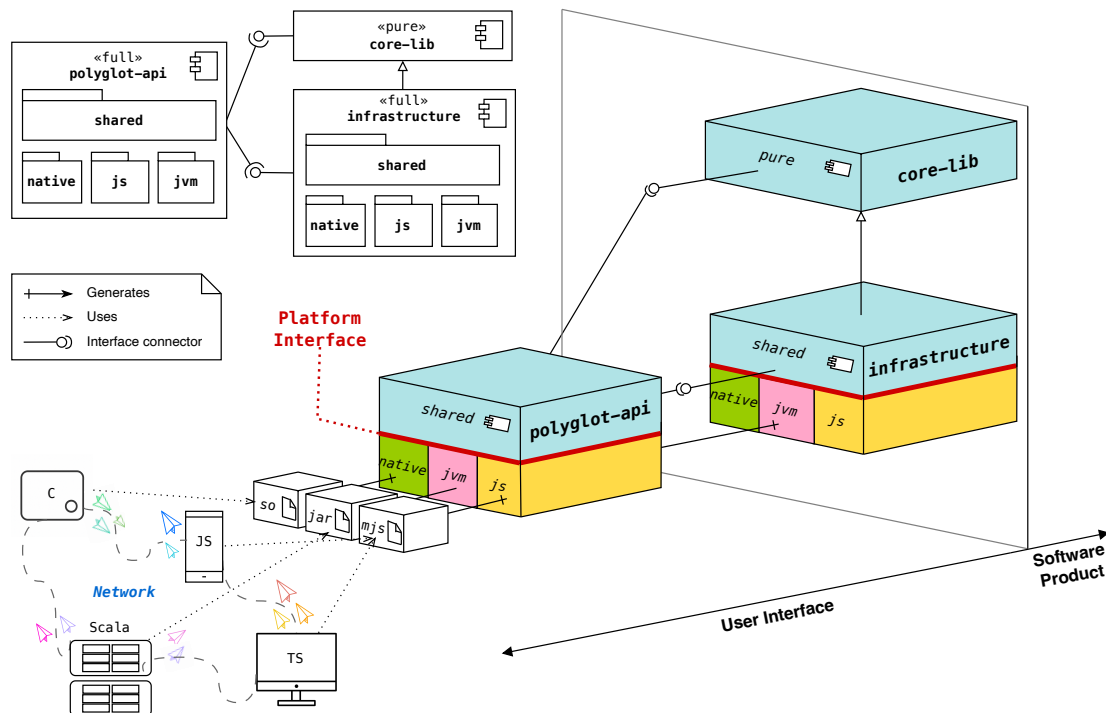 «full»
polyglot-api
shared
native
js
jvm
«pure»
core-lib
«full»
infrastructure
shared
native
js
jvm
Generates
Uses
Interface connector
Platform
Interface
pure
core-lib
shared
infrastructure
native
jvm
js
shared
polyglot-api
native
jvm
js
so
jar
mjs
C
JS
Network
Scala
TS
User Interface
Software
Product